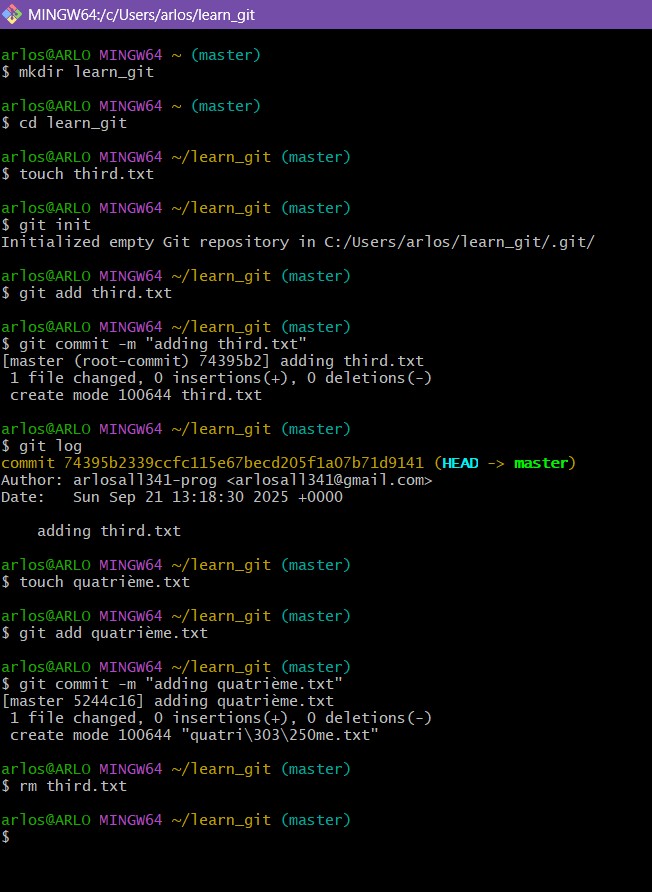 MINGW64:/c/Users/arlos/learn_git
arlos@ARLO MINGW64 ~ (master)
$ mkdir learn_git
arlos@ARLO MINGW64 ~ (master)
$ cd learn_git
arlos@ARLO MINGW64 ~/learn_git (master)
$ touch third.txt
arlos@ARLO MINGW64 ~/learn_git (master)
$ git init
Initialized empty Git repository in C:/Users/arlos/learn_git/.git/
arlos@ARLO MINGW64 ~/learn_git (master)
$ git add third.txt
arlos@ARLO MINGW64 ~/learn_git (master)
$ git commit -m "adding third.txt"
[master (root-commit) 74395b2] adding third.txt
 1 file changed, 0 insertions(+), 0 deletions(-)
 create mode 100644 third.txt
arlos@ARLO MINGW64 ~/learn_git (master)
$ git log
commit 74395b2339ccfc115e67becd205f1a07b71d9141 (HEAD -> master)
Author: arlosall341-prog <arlosall341@gmail.com>
Date:   Sun Sep 21 13:18:30 2025 +0000
    adding third.txt
arlos@ARLO MINGW64 ~/learn_git (master)
$ touch quatrième.txt
arlos@ARLO MINGW64 ~/learn_git (master)
$ git add quatrième.txt
arlos@ARLO MINGW64 ~/learn_git (master)
$ git commit -m "adding quatrième.txt"
[master 5244c16] adding quatrième.txt
 1 file changed, 0 insertions(+), 0 deletions(-)
 create mode 100644 "quatri\303\250me.txt"
arlos@ARLO MINGW64 ~/learn_git (master)
$ rm third.txt
arlos@ARLO MINGW64 ~/learn_git (master)
$